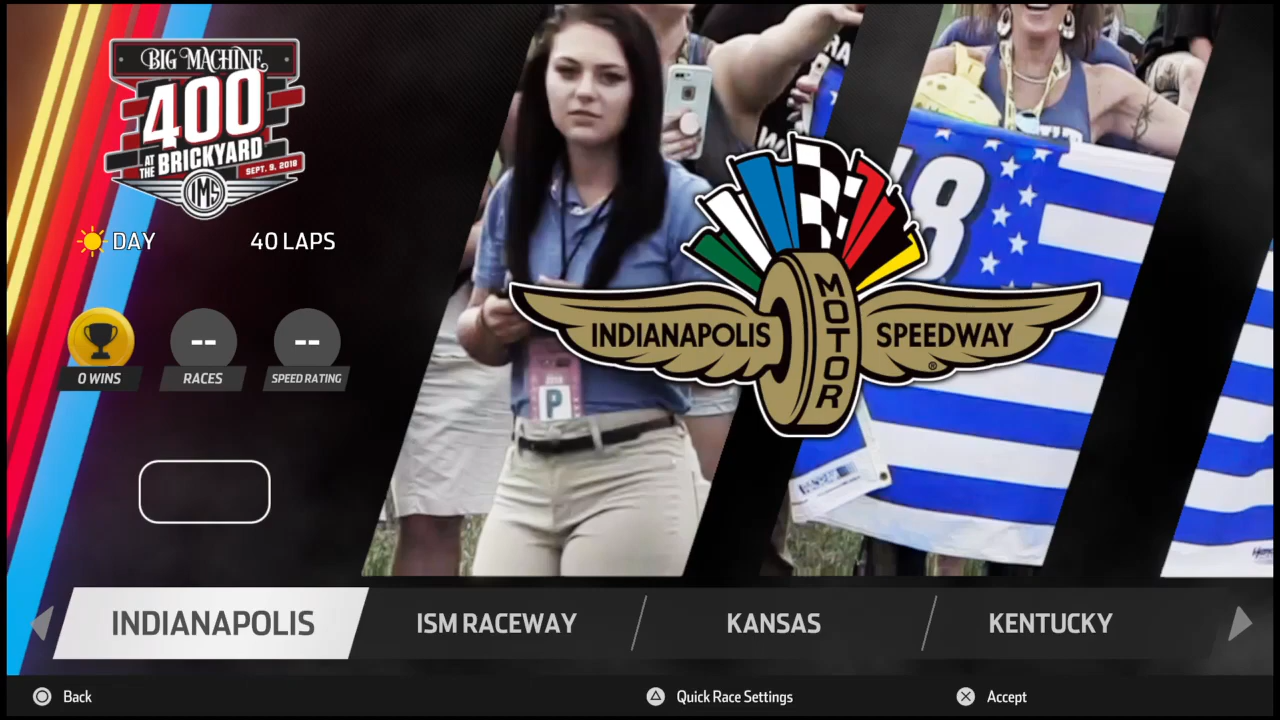 BIG MACHINE
400
AT THE BRICKYARD
SEPT. 9, 2018
IMS
DAY
40 LAPS
0 WINS
--
RACES
--
SPEED RATING
P
48
INDIANAPOLIS MOTOR SPEEDWAY
®
INDIANAPOLIS
ISM RACEWAY
KANSAS
KENTUCKY
Back
Quick Race Settings
Accept